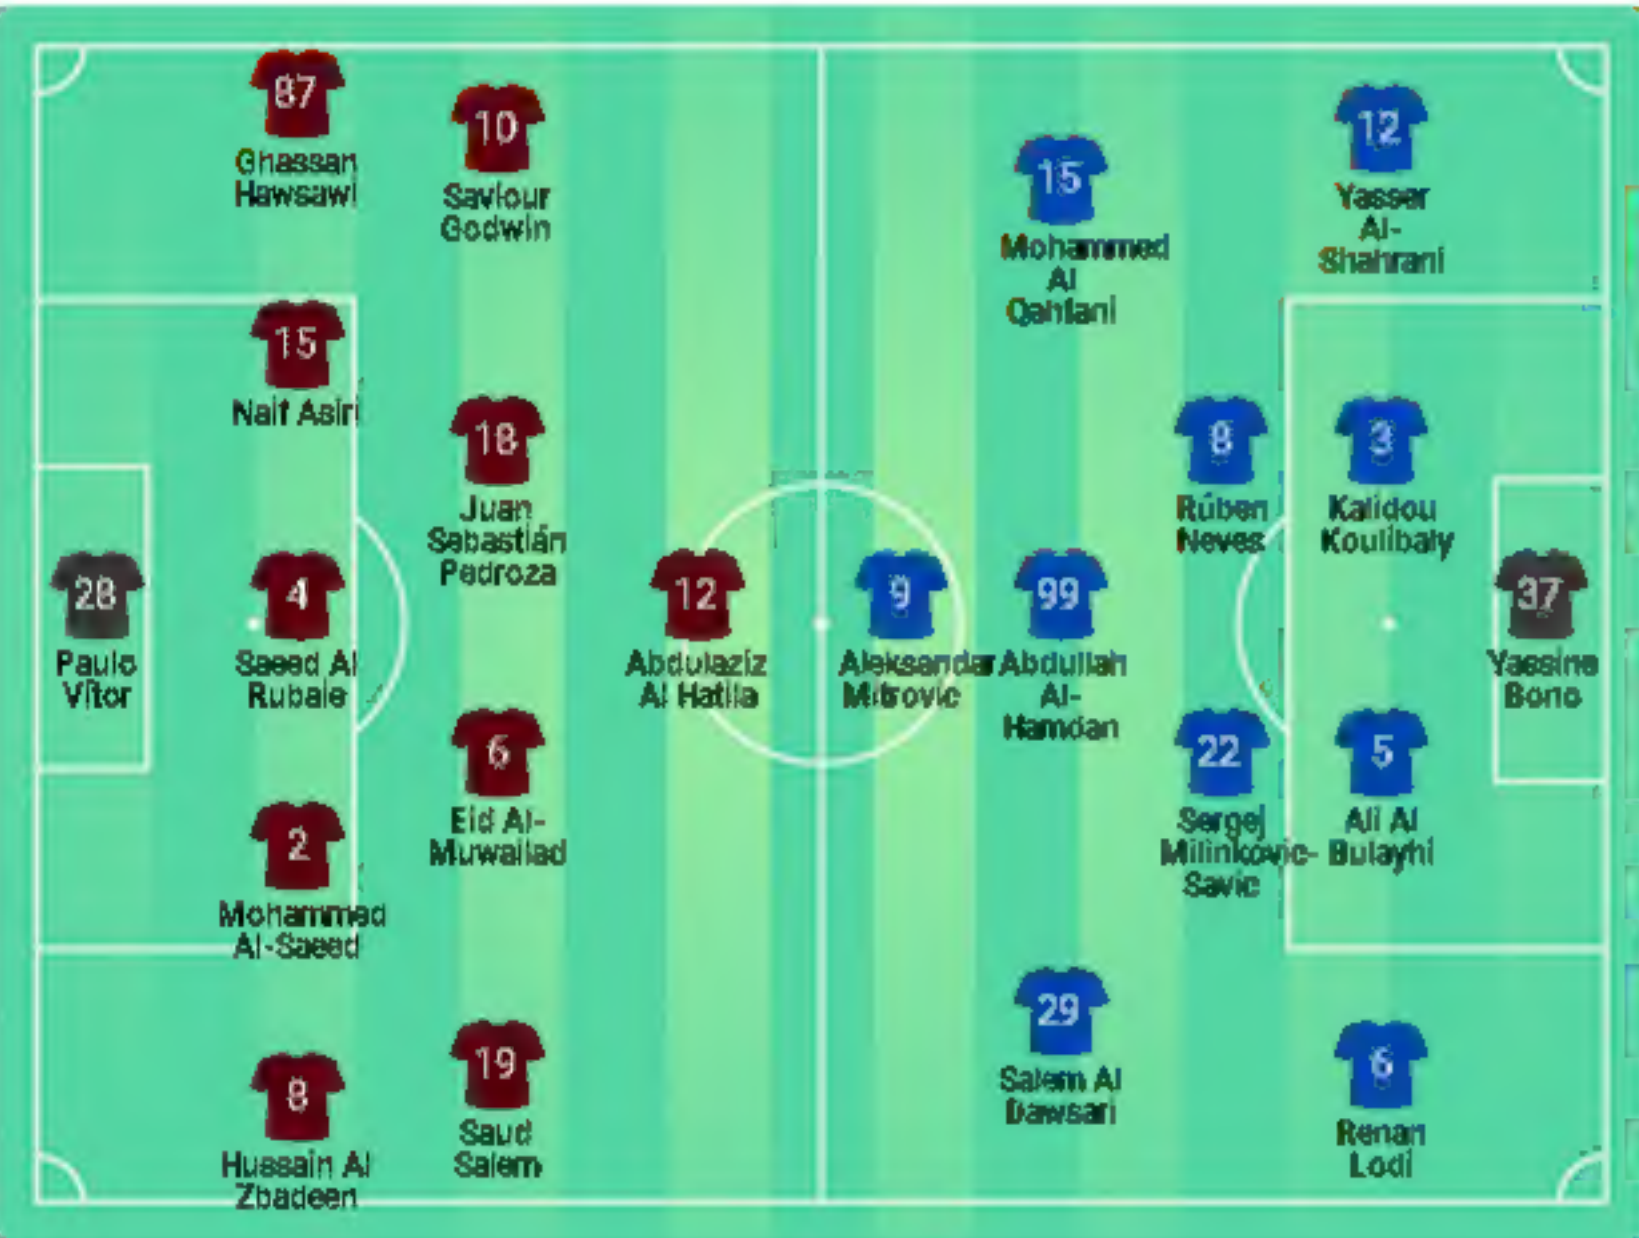 87
Ghassan
Hawsawi
10
Saviour
Godwin
15
Mohammed
Al
Qahtani
12
Yasser
Al-
Shahrani
15
Naif Asiri
18
Juan
Sebastián
Pedroza
8
Rúben
Neves
3
Kalidou
Koulibaly
28
Paulo
Vítor
4
Saeed Al
Rubaie
12
Abdulaziz
Al Hatila
9
Aleksandar
Mitrovic
99
Abdullah
Al-
Hamdan
37
Yassine
Bono
2
Mohammed
Al-Saeed
6
Eid Al-
Muwallad
22
Sergej
Milinkovic-
Savic
5
Ali Al
Bulayhi
8
Hussain Al
Zbadeen
19
Saud
Salem
29
Salem Al
Dawsari
6
Renan
Lodi